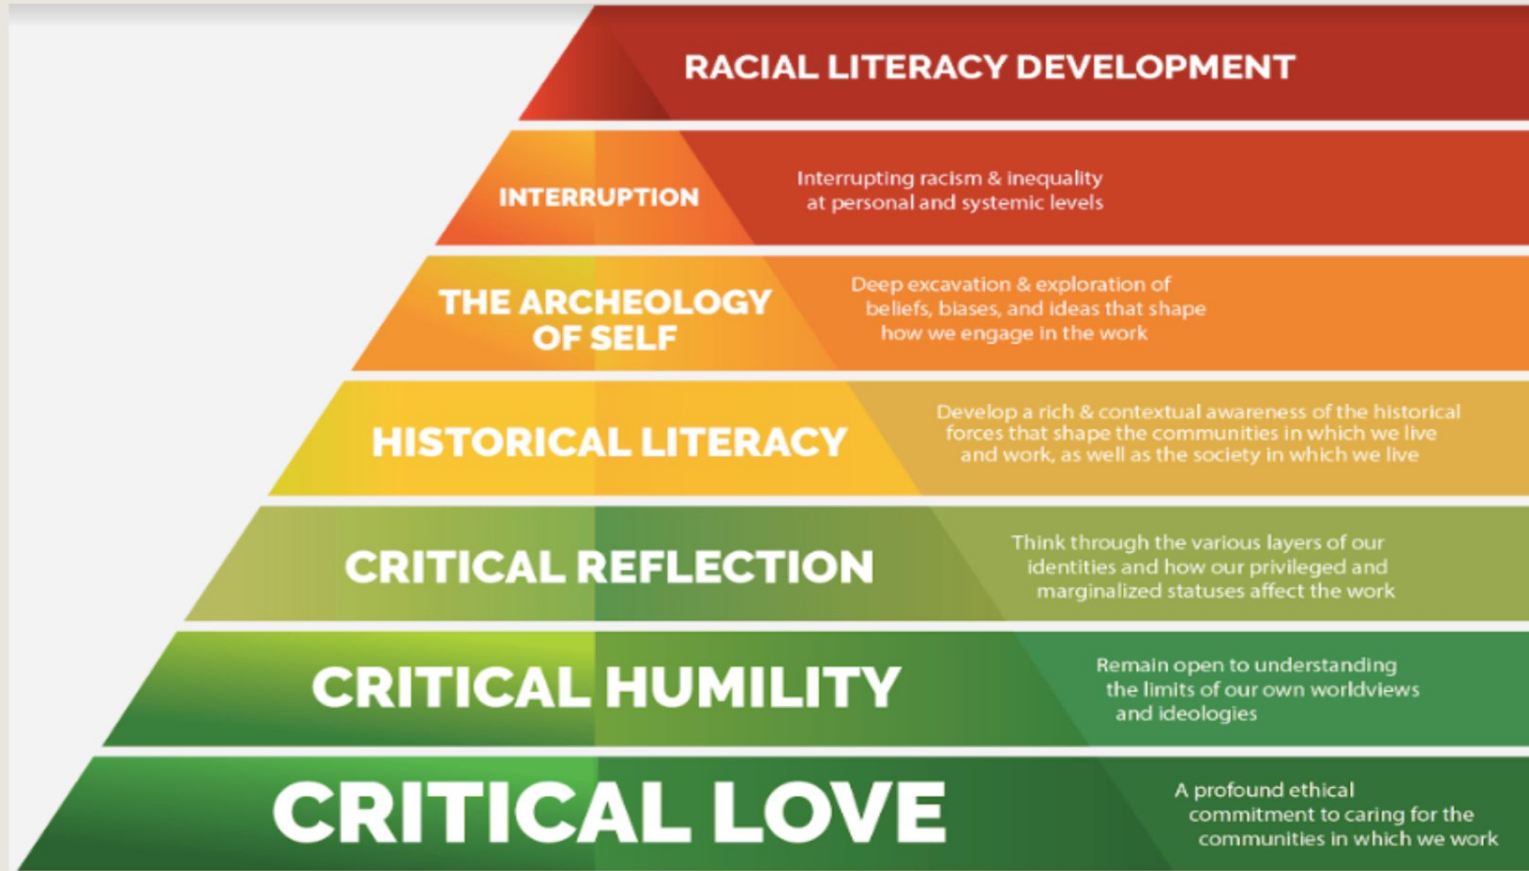 RACIAL LITERACY DEVELOPMENT
INTERRUPTION
Interrupting racism & inequality
at personal and systemic levels
THE ARCHEOLOGY
OF SELF
Deep excavation & exploration of
beliefs, biases, and ideas that shape
how we engage in the work
HISTORICAL LITERACY
Develop a rich & contextual awareness of the historical
forces that shape the communities in which we live
and work, as well as the society in which we live
CRITICAL REFLECTION
Think through the various layers of our
identities and how our privileged and
marginalized statuses affect the work
CRITICAL HUMILITY
Remain open to understanding
the limits of our own worldviews
and ideologies
CRITICAL LOVE
A profound ethical
commitment to caring for the
communities in which we work